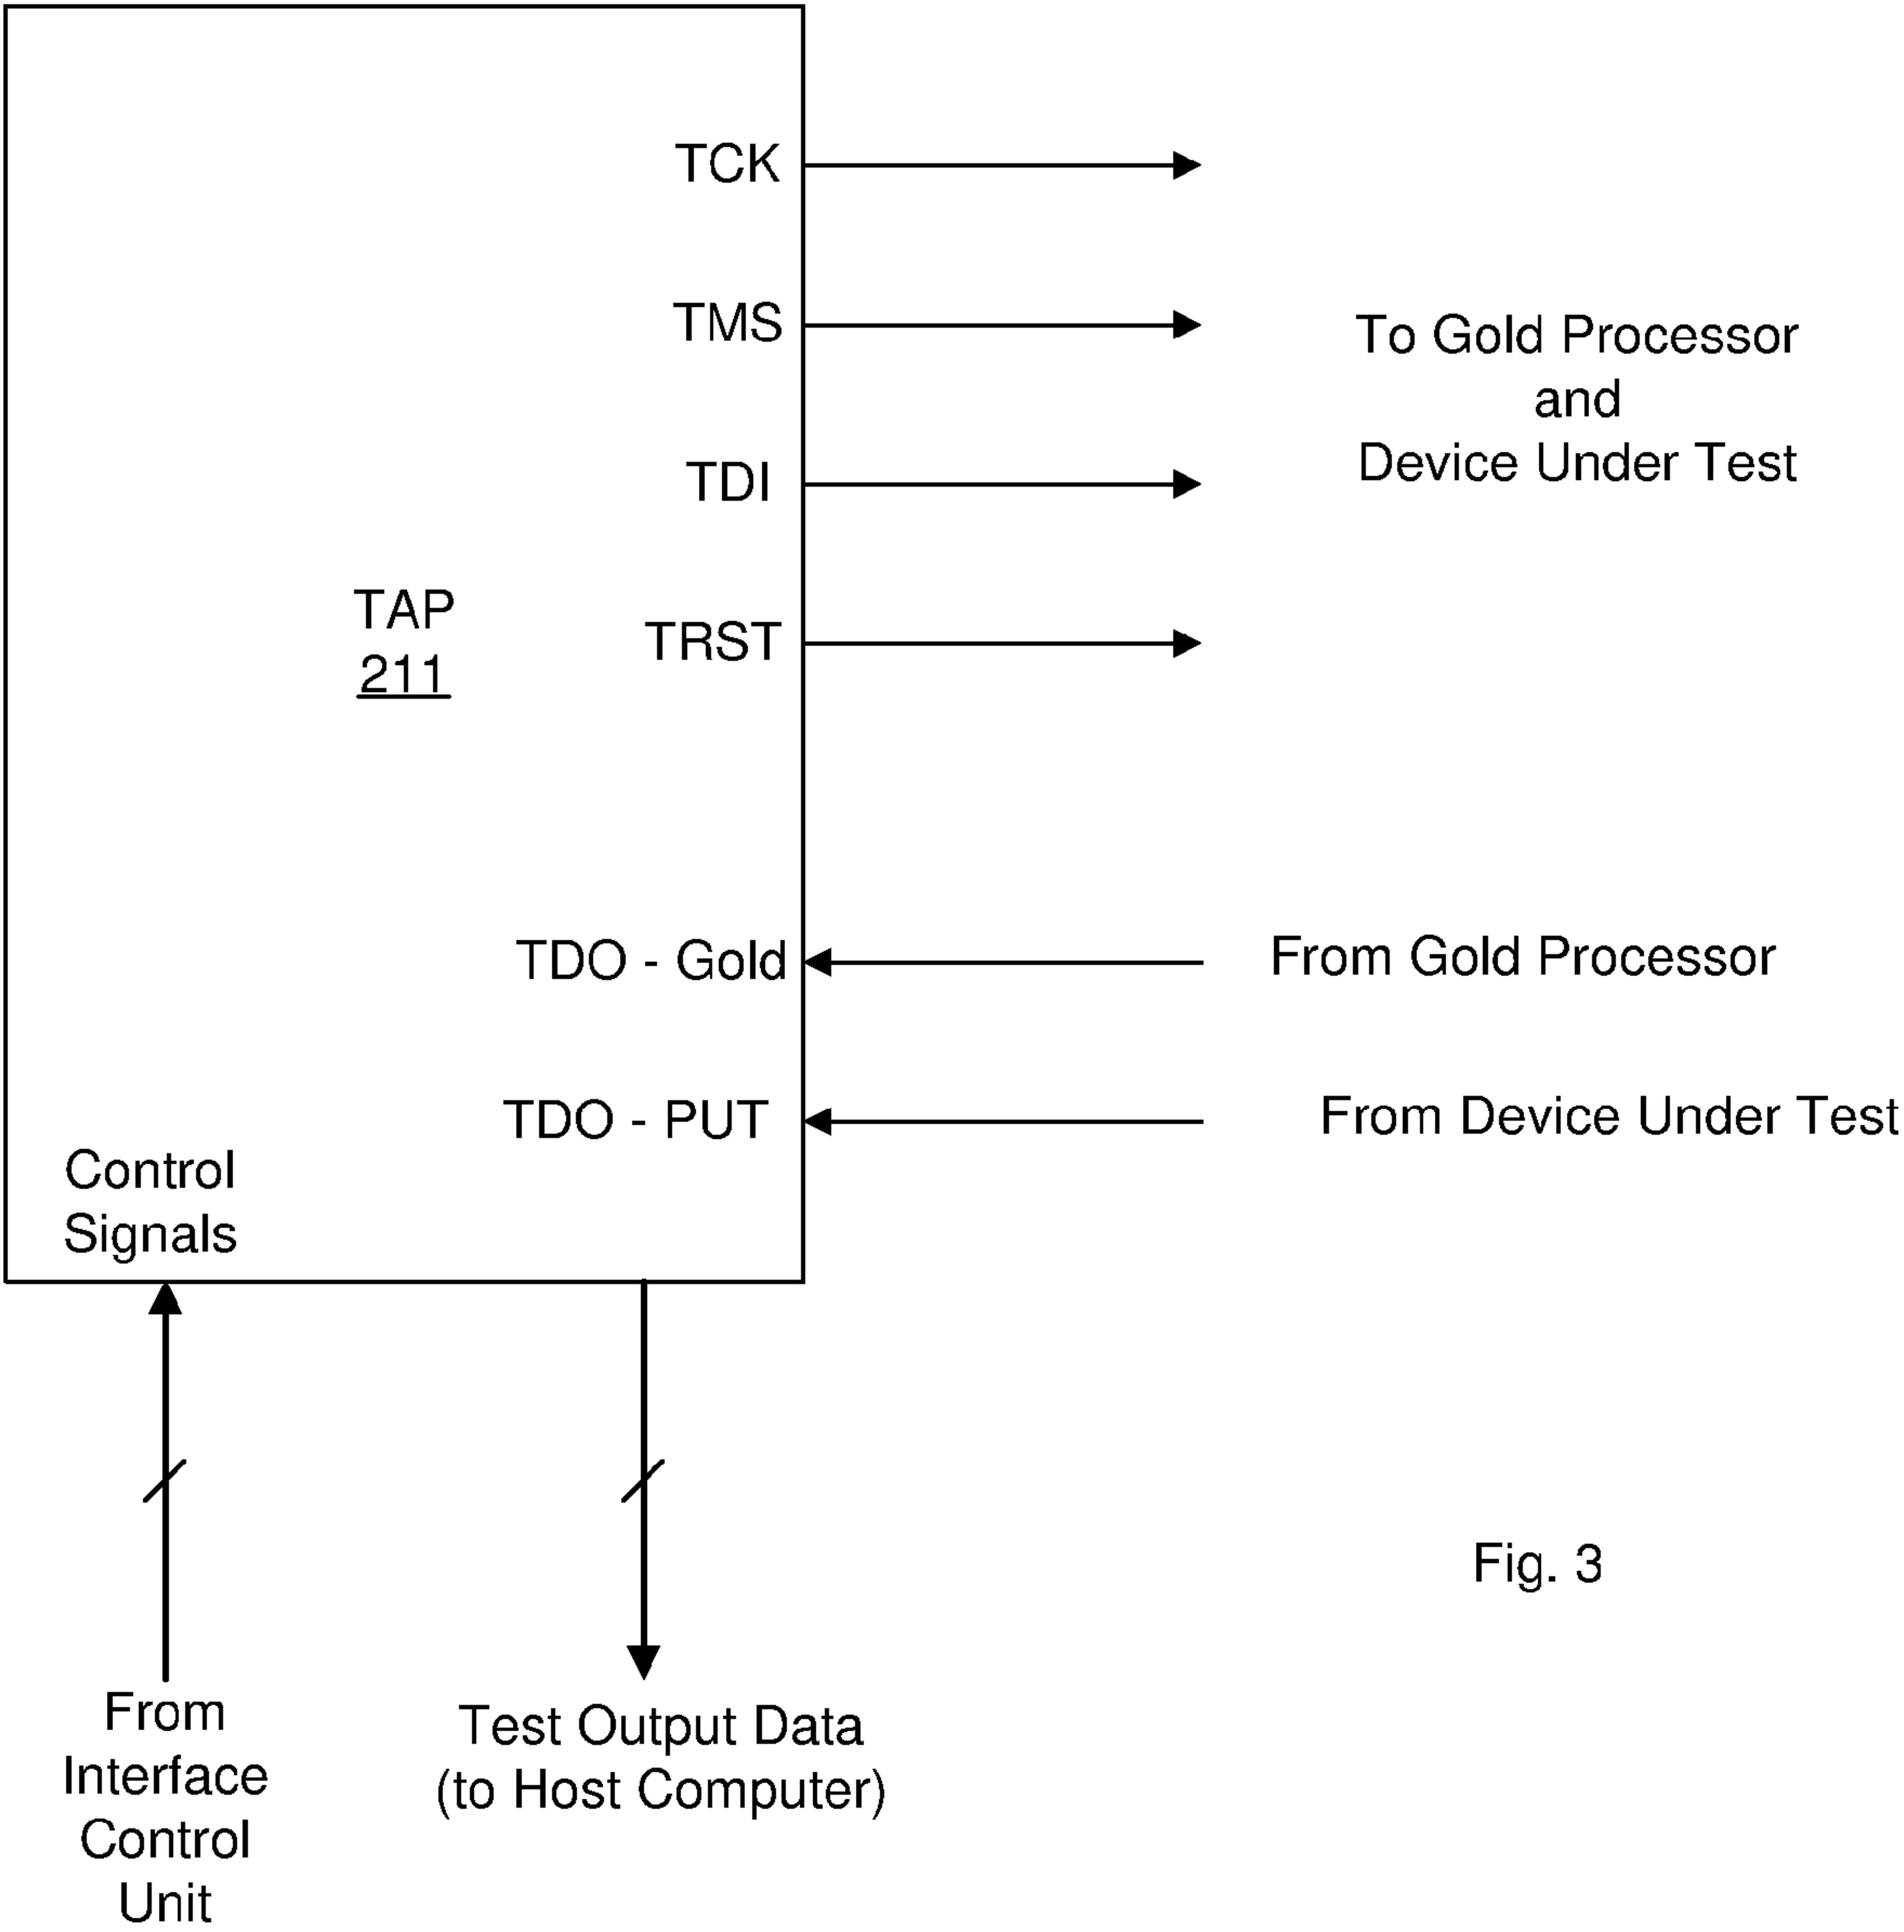 TCK
TMS
To Gold Processor
and
Device Under Test
TDI
TAP
211
TRST
TDO - Gold
From Gold Processor
TDO - PUT
From Device Under Test
Control
Signals
Fig. 3
From
Interface
Control
Unit
Test Output Data
(to Host Computer)